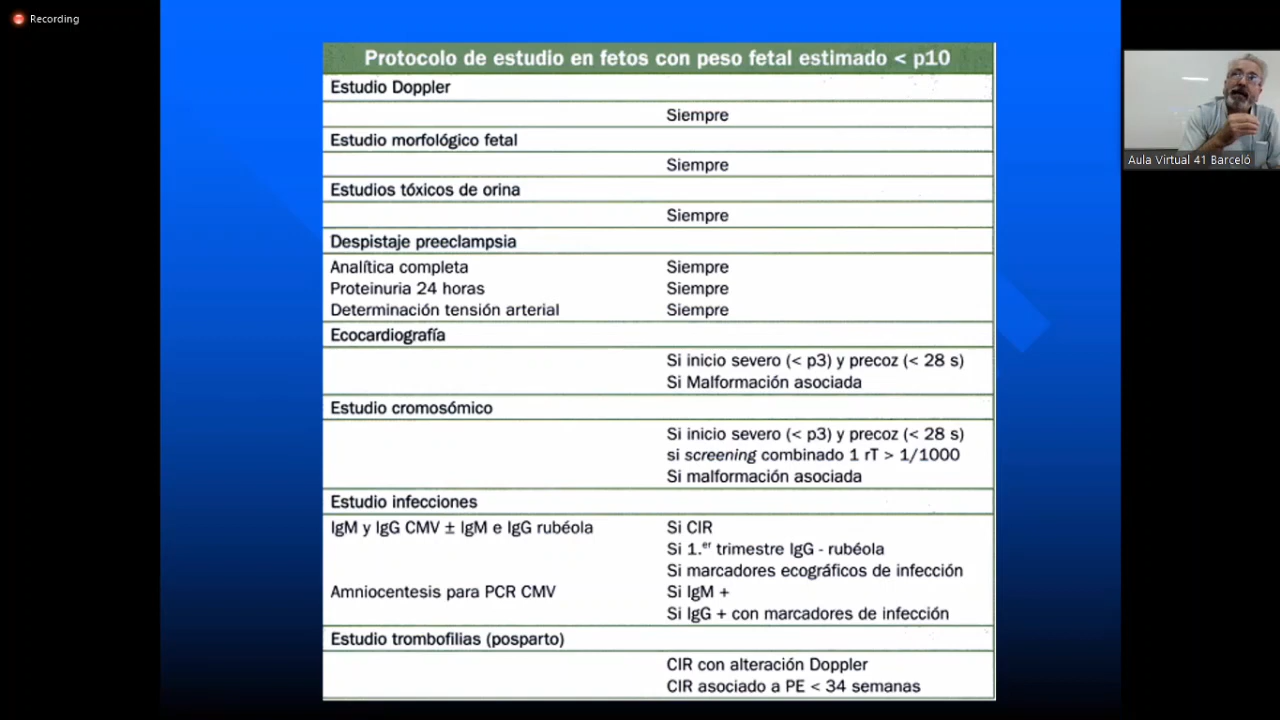 Recording
Protocolo de estudio en fetos con peso fetal estimado < p10
Estudio Doppler
Siempre
Estudio morfológico fetal
Siempre
Estudios tóxicos de orina
Siempre
Despistaje preeclampsia
Analítica completa Siempre
Proteinuria 24 horas Siempre
Determinación tensión arterial Siempre
Ecocardiografía
Si inicio severo (< p3) y precoz (< 28 s)
Si Malformación asociada
Estudio cromosómico
Si inicio severo (< p3) y precoz (< 28 s)
si screening combinado 1 rT > 1/1000
Si malformación asociada
Estudio infecciones
IgM y IgG CMV ± IgM e IgG rubéola Si CIR
Si 1.er trimestre IgG - rubéola
Si marcadores ecográficos de infección
Amniocentesis para PCR CMV Si IgM +
Si IgG + con marcadores de infección
Estudio trombofilias (posparto)
CIR con alteración Doppler
CIR asociado a PE < 34 semanas
Aula Virtual 41 Barceló